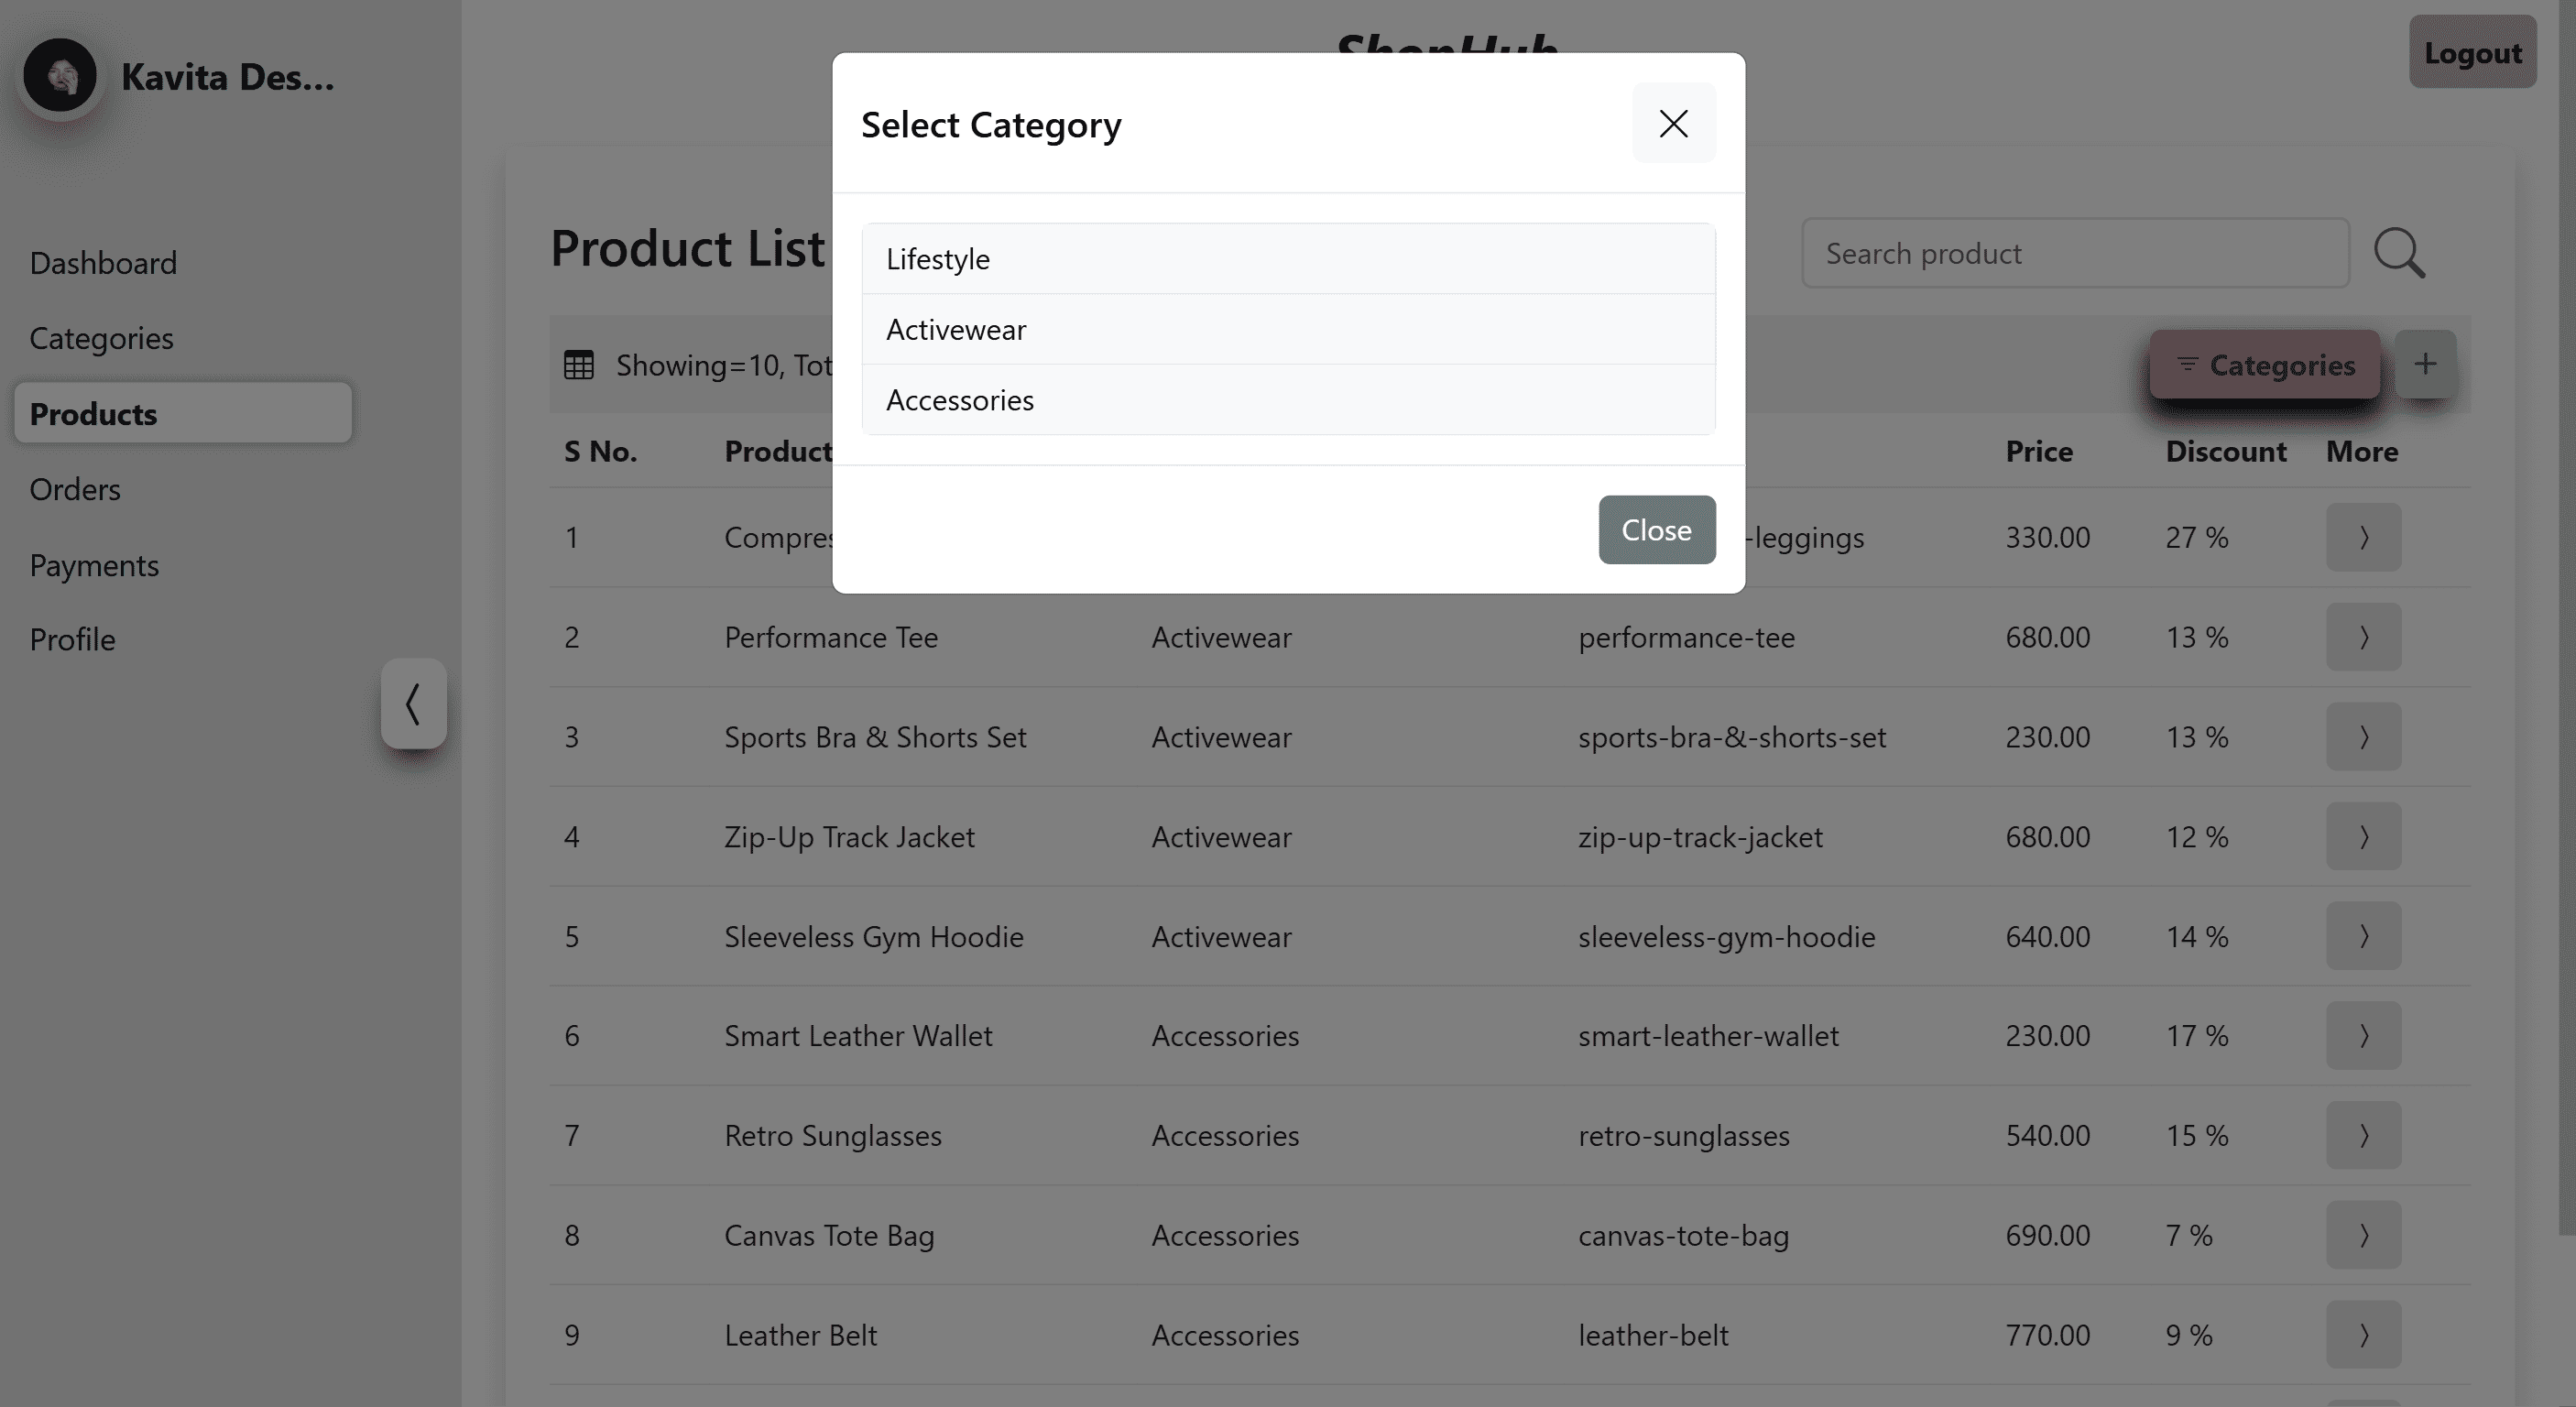 Kavita Des...
Logout
Select Category
Dashboard
Categories
Products
Orders
Payments
Profile
Product List
Search product
Lifestyle
Activewear
Accessories
Close
Showing=10,
Categories
S No. Product Price Discount More
1 -leggings 330.00 27 %
2 Performance Tee Activewear performance-tee 680.00 13 %
3 Sports Bra & Shorts Set Activewear sports-bra-&-shorts-set 230.00 13 %
4 Zip-Up Track Jacket Activewear zip-up-track-jacket 680.00 12 %
5 Sleeveless Gym Hoodie Activewear sleeveless-gym-hoodie 640.00 14 %
6 Smart Leather Wallet Accessories smart-leather-wallet 230.00 17 %
7 Retro Sunglasses Accessories retro-sunglasses 540.00 15 %
8 Canvas Tote Bag Accessories canvas-tote-bag 690.00 7 %
9 Leather Belt Accessories leather-belt 770.00 9 %